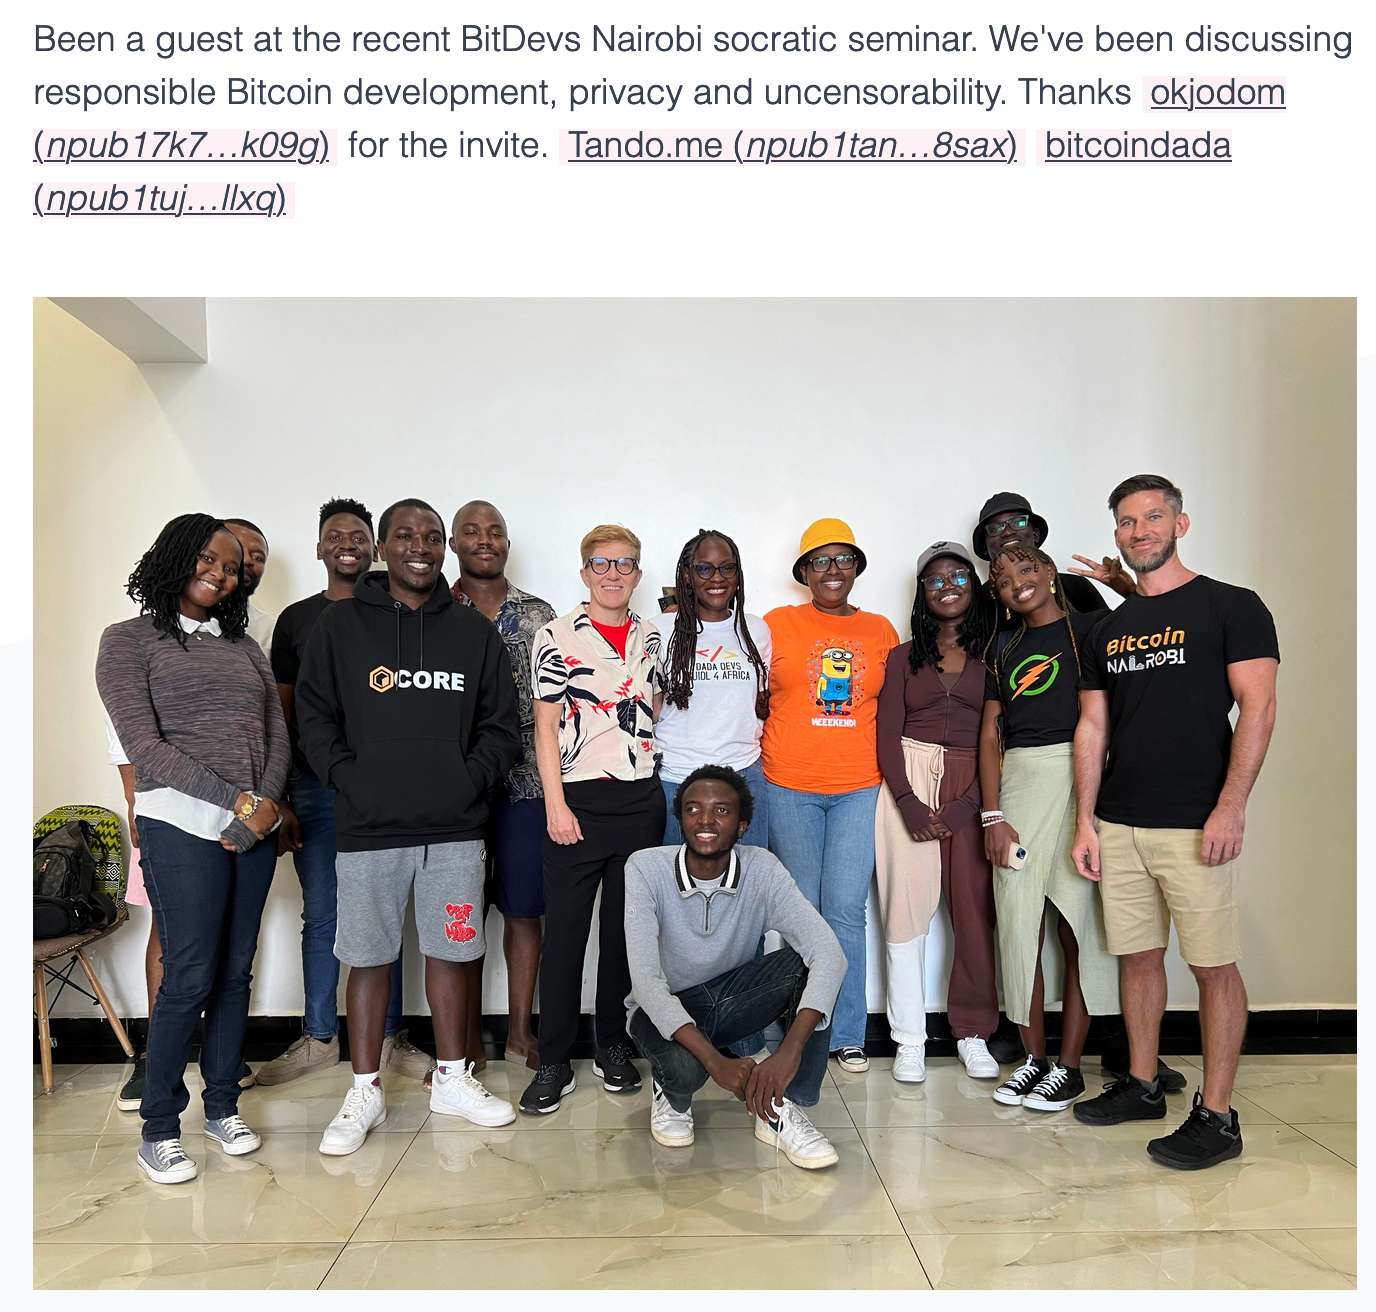 Been a guest at the recent BitDevs Nairobi socratic seminar. We've been discussing
responsible Bitcoin development, privacy and uncensorability. Thanks okjodom
(npub17k7…k09g) for the invite. Tando.me (npub1tan…8sax) bitcoindada
(npub1tuj…llxq)
CORE
</>
DADA DEVS
UIDL 4 AFRICA
WEEEKEND!
Bitcoin
NAIROBI